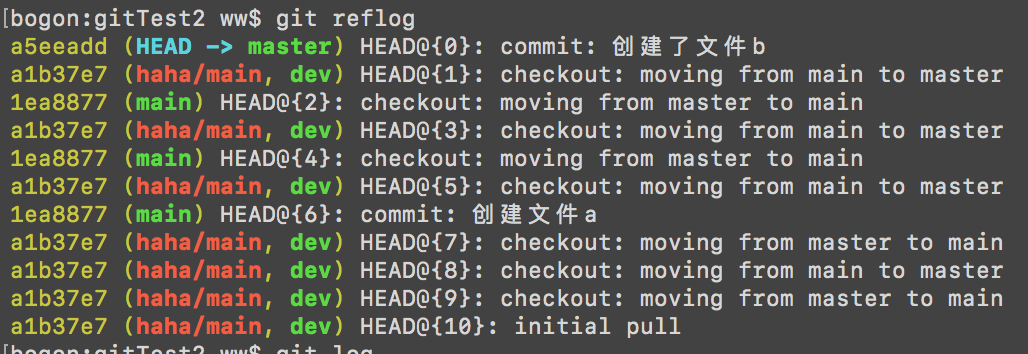 [bogon:gitTest2 ww$ git reflog
a5eeadd (HEAD -> master) HEAD@{0}: commit: 创建了文件b
a1b37e7 (haha/main, dev) HEAD@{1}: checkout: moving from main to master
1ea8877 (main) HEAD@{2}: checkout: moving from master to main
a1b37e7 (haha/main, dev) HEAD@{3}: checkout: moving from main to master
1ea8877 (main) HEAD@{4}: checkout: moving from master to main
a1b37e7 (haha/main, dev) HEAD@{5}: checkout: moving from main to master
1ea8877 (main) HEAD@{6}: commit: 创建文件a
a1b37e7 (haha/main, dev) HEAD@{7}: checkout: moving from master to main
a1b37e7 (haha/main, dev) HEAD@{8}: checkout: moving from main to master
a1b37e7 (haha/main, dev) HEAD@{9}: checkout: moving from master to main
a1b37e7 (haha/main, dev) HEAD@{10}: initial pull
[bogon:gitTest2 ww$ git log